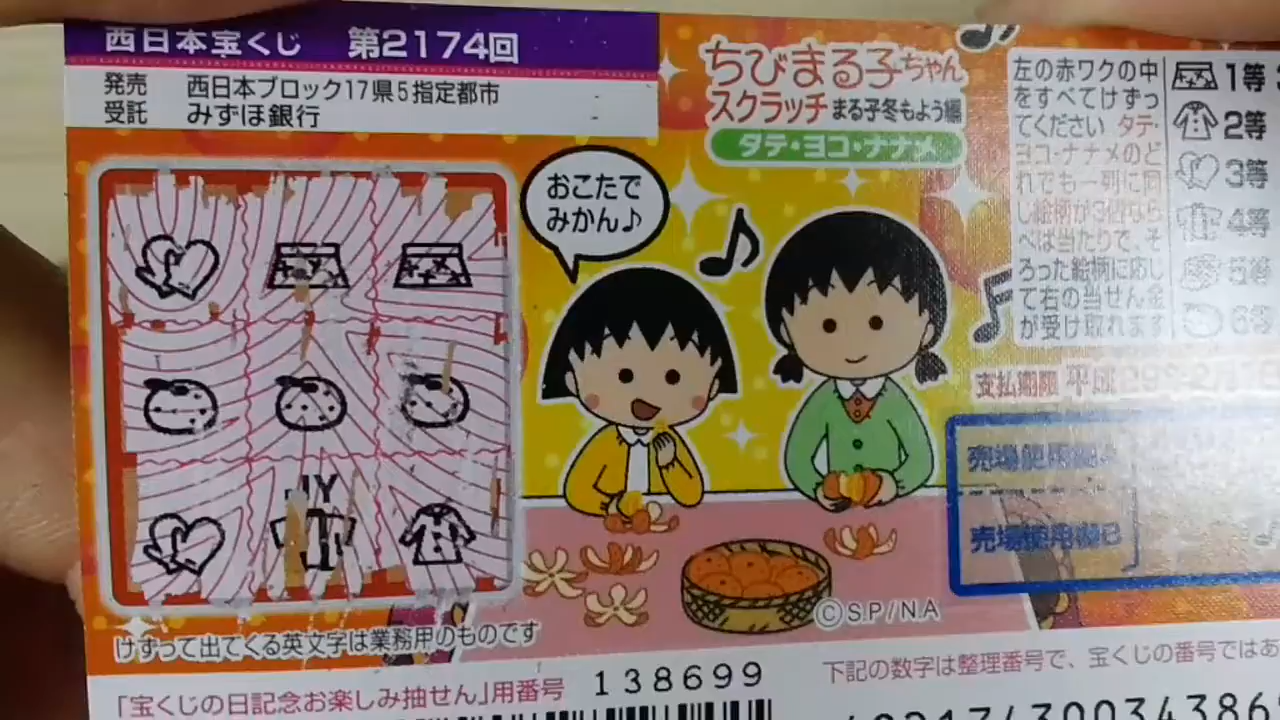 西日本宝くじ 第2174回
発売 西日本ブロック17県5指定都市
受託 みずほ銀行
おこたで
みかん♪
ちびまる子ちゃん
スクラッチ まる子冬もよう編
タテ・ヨコ・ナナメ
左の赤ワクの中
をすべてけずっ
てください タテ・
ヨコ・ナナメのど
れでも一列に同
じ絵柄が3個なら
べば当たりで、そ
ろった絵柄に応じ
て右の当せん金
が受け取れます
1等
2等
3等
4等
5等
6等
支払期限 平成29年
売場使用欄A
売場使用欄B
JY
©S.P/N.A
けずって出てくる英文字は業務用のものです
「宝くじの日記念お楽しみ抽せん」用番号 138699
下記の数字は整理番号で、宝くじの番号ではあ